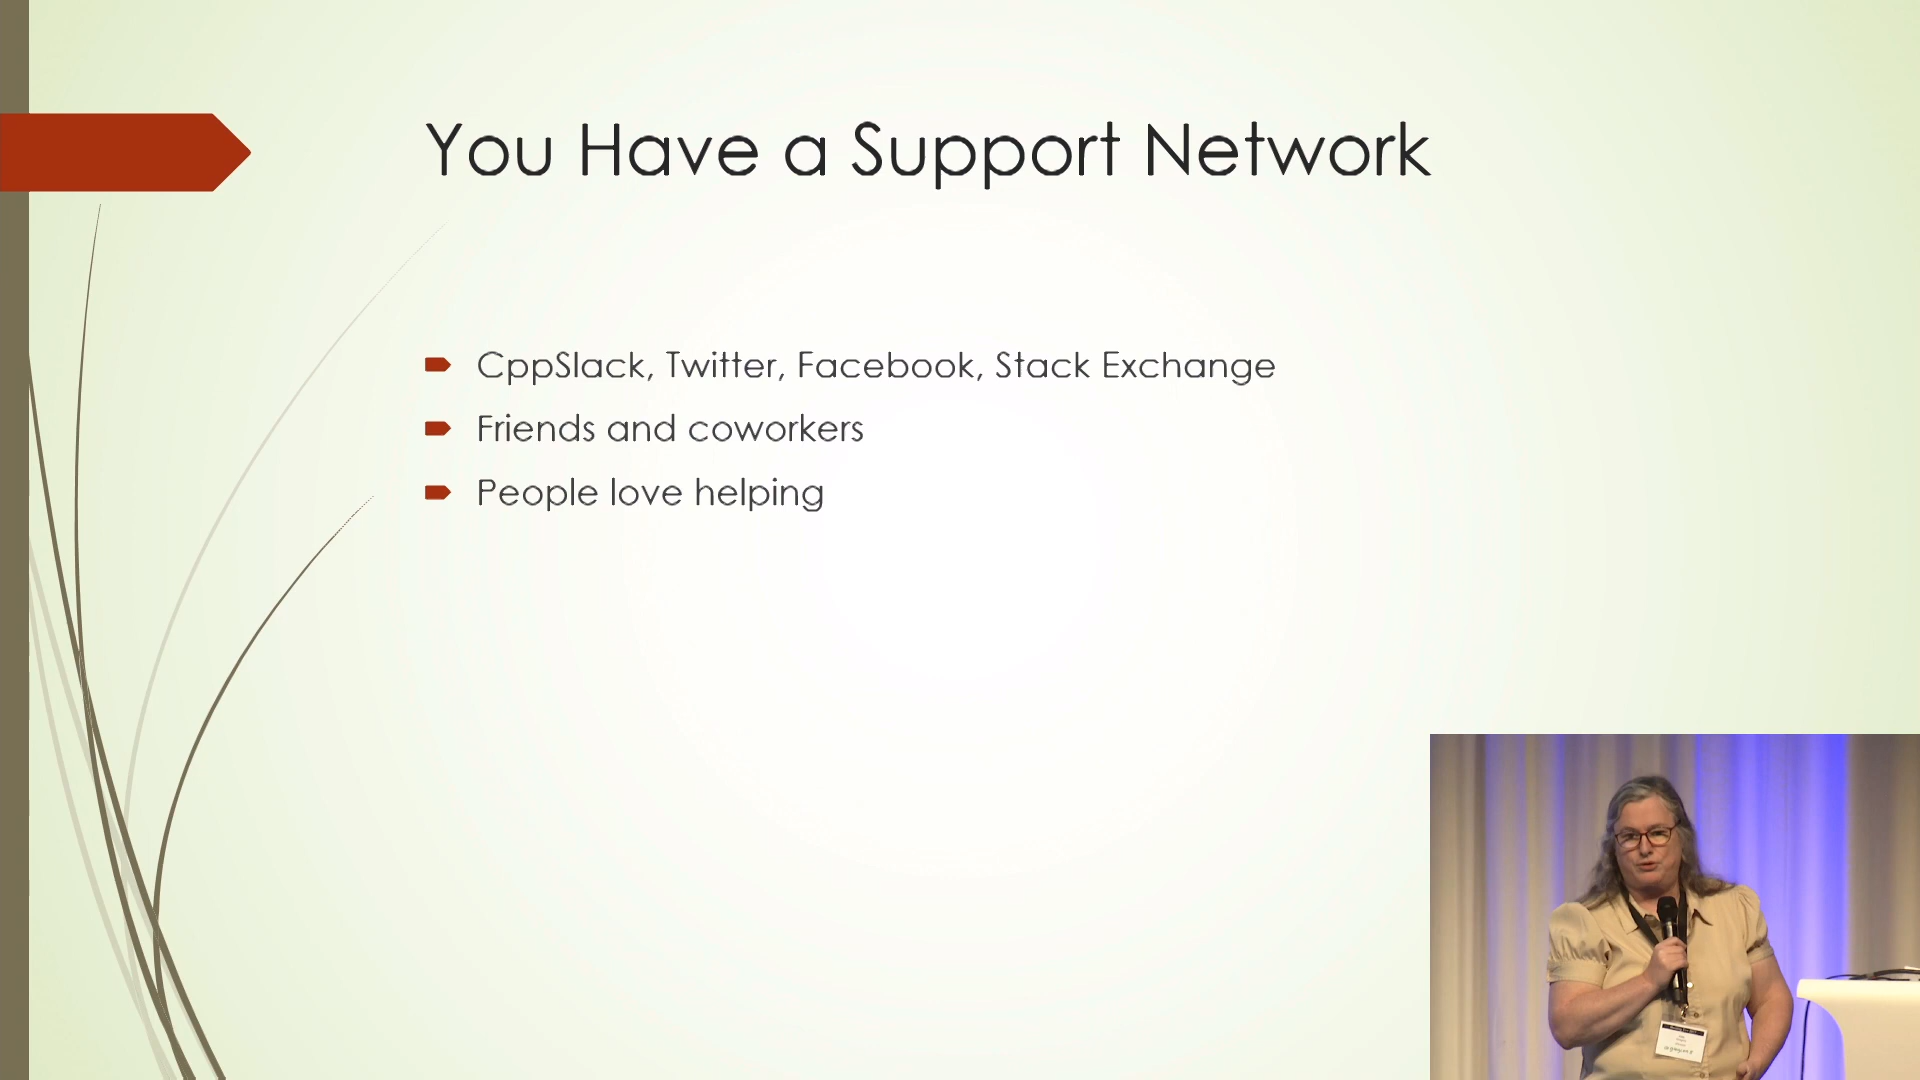 You Have a Support Network
CppSlack, Twitter, Facebook, Stack Exchange
Friends and coworkers
People love helping